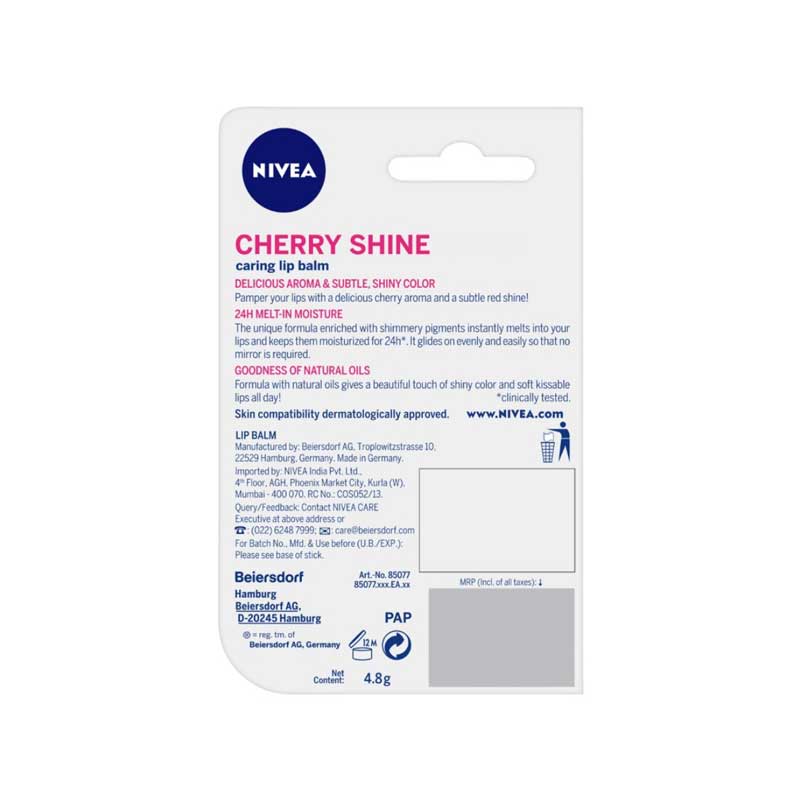 NIVEA
CHERRY SHINE
caring lip balm
DELICIOUS AROMA & SUBTLE, SHINY COLOR
Pamper your lips with a delicious cherry aroma and a subtle red shine!
24H MELT-IN MOISTURE
The unique formula enriched with shimmery pigments instantly melts into your
lips and keeps them moisturized for 24h*. It glides on evenly and easily so that no
mirror is required.
GOODNESS OF NATURAL OILS
Formula with natural oils gives a beautiful touch of shiny color and soft kissable
lips all day! *clinically tested.
Skin compatibility dermatologically approved. www.NIVEA.com
LIP BALM
Manufactured by: Beiersdorf AG, Troplowitzstrasse 10,
22529 Hamburg, Germany. Made in Germany.
Imported by: NIVEA India Pvt. Ltd.,
4th Floor, AGH, Phoenix Market City, Kurla (W),
Mumbai - 400 070. RC No.: COS052/13.
Query/Feedback: Contact NIVEA CARE
Executive at above address or
☎: (022) 6248 7999; ✉: care@beiersdorf.com
For Batch No., Mfd. & Use before (U.B./EXP.):
Please see base of stick.
MRP (Incl. of all taxes): ↓
Beiersdorf
Art.-No. 85077
85077.xxx.EA.xx
Hamburg
Beiersdorf AG,
D-20245 Hamburg
PAP
® = reg. tm. of
Beiersdorf AG, Germany
12 M
Net
Content: 4.8g